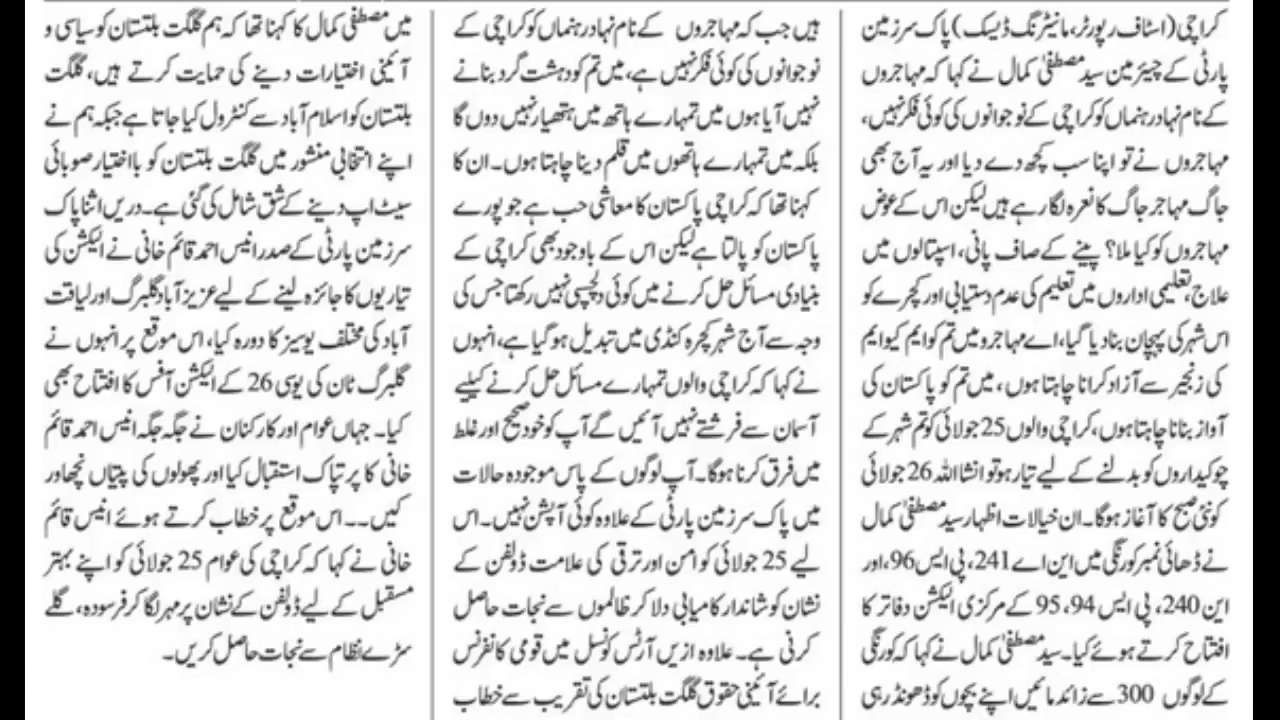 کراچی (اسٹاف رپورٹر، مانیٹرنگ ڈیسک) پاک سرزمین
پارٹی کے چیئرمین سید مصطفیٰ کمال نے کہا کہ مہاجروں
کے نام نہاد رہنماں کو کراچی کے نوجوانوں کی کوئی فکر نہیں،
مہاجروں نے تو اپنا سب کچھ دے دیا اور یہ آج بھی
جاگ مہاجر جاگ کا نعرہ لگا رہے ہیں لیکن اس کے عوض
مہاجروں کو کیا ملا؟ پینے کے صاف پانی، اسپتالوں میں
علاج، تعلیمی اداروں میں تعلیم کی عدم دستیابی اور کچرے کو
اس شہر کی پہچان بنا دیا گیا، اے مہاجرو میں تم کو ایم کیو ایم
کی زنجیر سے آزاد کرانا چاہتا ہوں، میں تم کو پاکستان کی
آواز بنانا چاہتا ہوں، کراچی والوں 25 جولائی کو تم شہر کے
چوکیداروں کو بدلنے کے لیے تیار ہو تو انشا اللہ 26 جولائی
کو نئی صبح کا آغاز ہوگا۔ ان خیالات اظہار سید مصطفیٰ کمال
نے ڈھائی نمبر کورنگی میں این اے 241، پی ایس 96، اور
این 240، پی ایس 94، 95 کے مرکزی الیکشن دفاتر کا
افتتاح کرتے ہوئے کیا۔ سید مصطفیٰ کمال نے کہا کہ کورنگی
کے لوگوں 300 سے زائد مائیں اپنے بچوں کو ڈھونڈ رہی
ہیں جب کہ مہاجروں کے نام نہاد رہنماں کو کراچی کے
نوجوانوں کی کوئی فکر نہیں ہے، میں تم کو دہشت گرد بنانے
نہیں آیا ہوں میں تمہارے ہاتھ میں ہتھیار نہیں دوں گا
بلکہ میں تمہارے ہاتھوں میں قلم دینا چاہتا ہوں۔ ان کا
کہنا تھا کہ کراچی پاکستان کا معاشی حب ہے جو پورے
پاکستان کو پالتا ہے لیکن اس کے باوجود بھی کراچی کے
بنیادی مسائل حل کرنے میں کوئی دلچسپی نہیں رکھتا جس کی
وجہ سے آج شہر کچرہ کنڈی میں تبدیل ہوگیا ہے، انہوں
نے کہا کہ کراچی والوں تمہارے مسائل حل کرنے کیلیے
آسمان سے فرشتے نہیں آئیں گے آپ کو خود صحیح اور غلط
میں فرق کرنا ہوگا۔ آپ لوگوں کے پاس موجودہ حالات
میں پاک سرزمین پارٹی کے علاوہ کوئی آپشن نہیں۔ اس
لیے 25 جولائی کو امن اور ترقی کی علامت ڈولفن کے
نشان کو شاندار کامیابی دلا کر ظالموں سے نجات حاصل
کرنی ہے۔ علاوہ ازیں آرٹس کونسل میں قومی کانفرنس
برائے آئینی حقوق گلگت بلتستان کی تقریب سے خطاب
میں مصطفیٰ کمال کا کہنا تھا کہ ہم گلگت بلتستان کو سیاسی و
آئینی اختیارات دینے کی حمایت کرتے ہیں، گلگت
بلتستان کو اسلام آباد سے کنٹرول کیا جاتا ہے جبکہ ہم نے
اپنے انتخابی منشور میں گلگت بلتستان کو بااختیار صوبائی
سیٹ اپ دینے کے شق شامل کی گئی ہے۔ دریں اثنا پاک
سرزمین پارٹی کے صدر انیس احمد قائم خانی نے الیکشن کی
تیاریوں کا جائزہ لینے کے لیے عزیز آباد گلبرگ اور لیاقت
آباد کی مختلف یوسیز کا دورہ کیا، اس موقع پر انہوں نے
گلبرگ ٹان کی یوسی 26 کے الیکشن آفس کا افتتاح بھی
کیا۔ جہاں عوام اور کارکنان نے جگہ جگہ انیس احمد قائم
خانی کا پرتپاک استقبال کیا اور پھولوں کی پتیاں نچھاور
کیں۔۔ اس موقع پر خطاب کرتے ہوئے انیس قائم
خانی نے کہا کہ کراچی کی عوام 25 جولائی کو اپنے بہتر
مستقبل کے لیے ڈولفن کے نشان پر مہر لگا کر فرسودہ، گلے
سڑے نظام سے نجات حاصل کریں۔